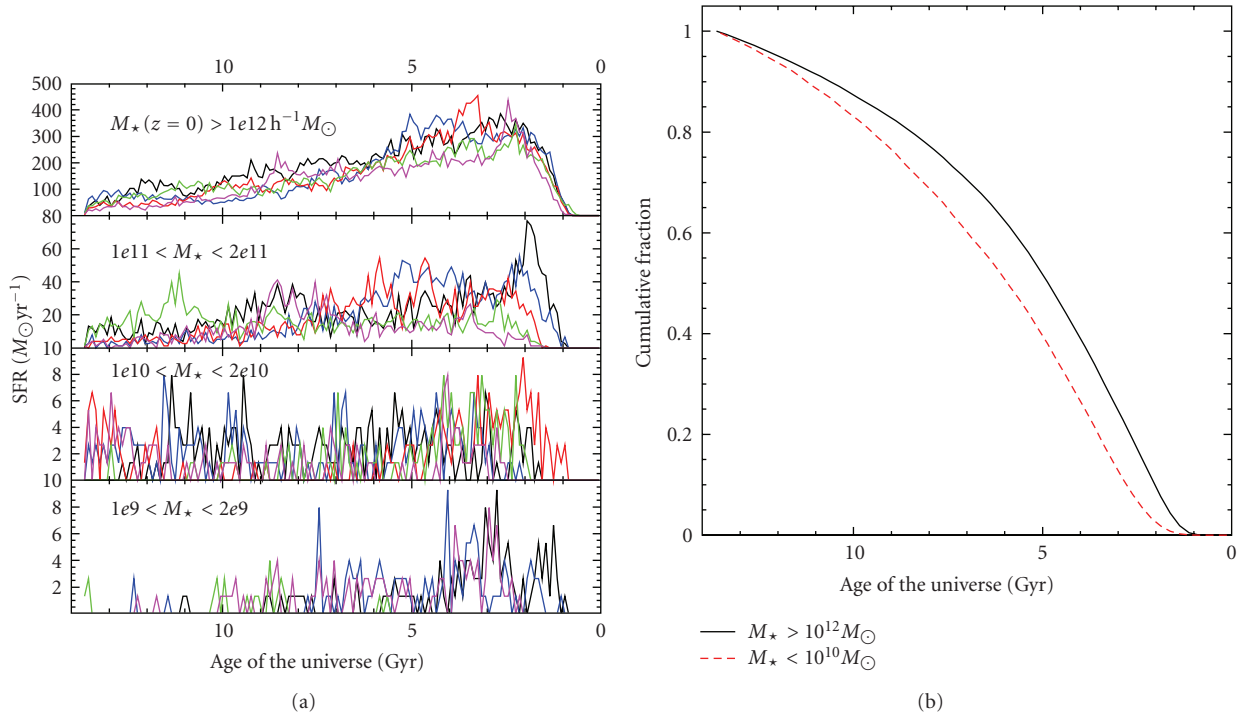 10 5 0
500
400
300
200
100
80
60
40
20
10
8
6
4
2
10
8
6
4
2
M⋆(z = 0) > 1e12 h⁻¹M⊙
1e11 < M⋆ < 2e11
1e10 < M⋆ < 2e10
1e9 < M⋆ < 2e9
SFR (M⊙yr⁻¹)
10 5 0
Age of the universe (Gyr)
(a)
1
0.8
0.6
0.4
0.2
0
Cumulative fraction
10 5 0
Age of the universe (Gyr)
M⋆ > 10¹²M⊙
M⋆ < 10¹⁰M⊙
(b)